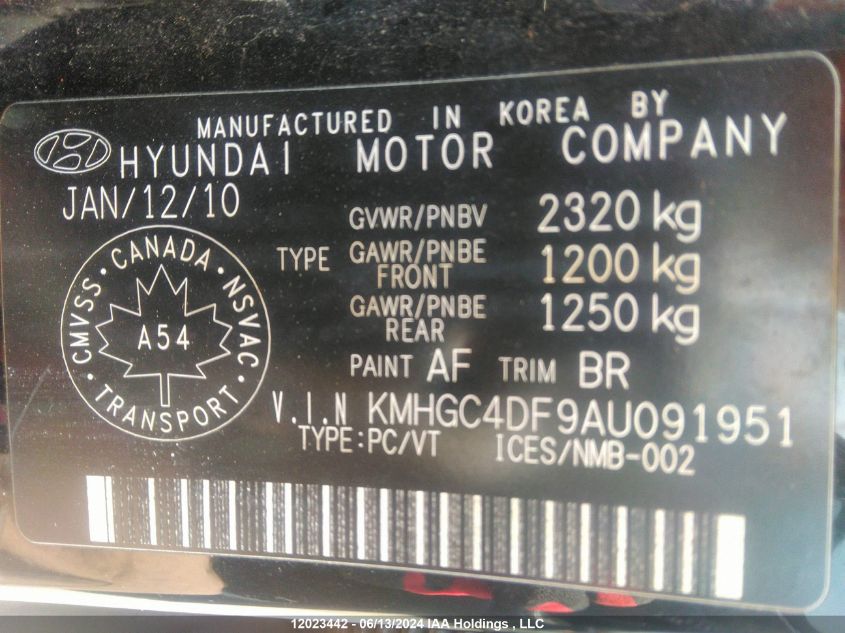 MANUFACTURED IN KOREA BY
HYUNDAI MOTOR COMPANY
JAN/12/10
GVWR/PNBV 2320 kg
TYPE GAWR/PNBE FRONT 1200 kg
GAWR/PNBE REAR 1250 kg
CMVSS • CANADA • NSVAC • TRANSPORT •
A54
PAINT AF TRIM BR
V.I.N KMHGC4DF9AU091951
TYPE:PC/VT ICES/NMB-002
12023442 - 06/13/2024 IAA Holdings , LLC